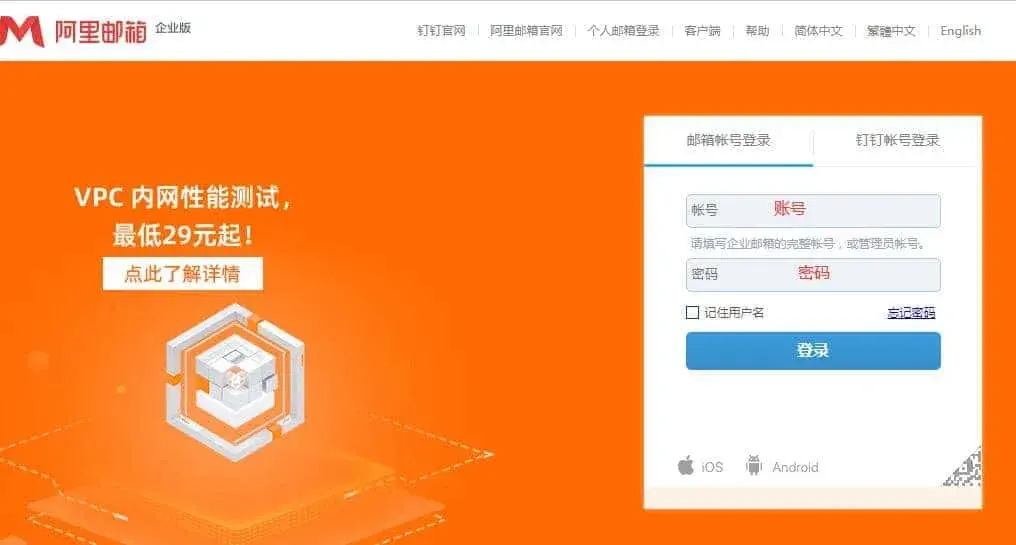 阿里邮箱 企业版
钉钉官网 阿里邮箱官网 个人邮箱登录 客户端 帮助 简体中文 繁體中文 English
邮箱帐号登录 钉钉帐号登录
VPC 内网性能测试，
最低29元起！
点此了解详情
帐号 账号
请填写企业邮箱的完整帐号，或管理员帐号。
密码 密码
记住用户名 忘记密码
登录
iOS Android